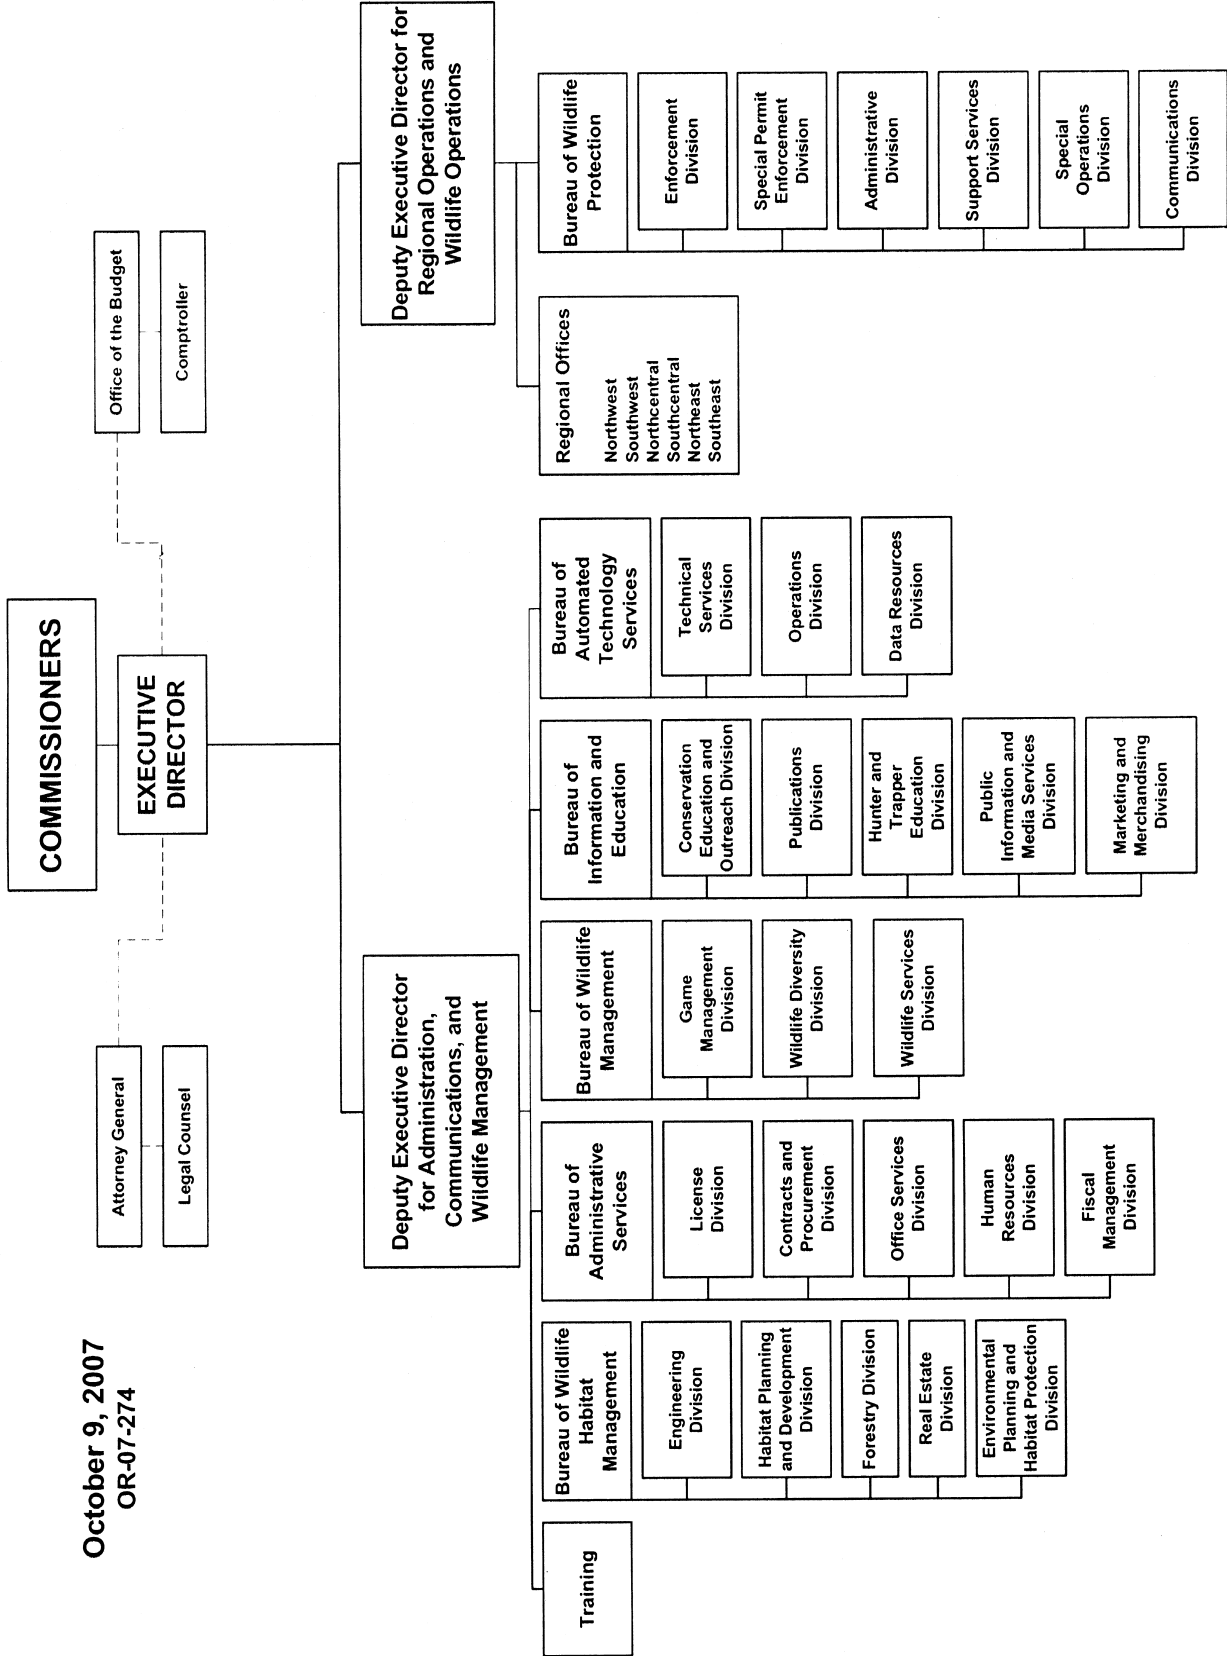 October 9, 2007
OR-07-274
COMMISSIONERS
EXECUTIVE
DIRECTOR
Attorney General
Legal Counsel
Office of the Budget
Comptroller
Deputy Executive Director
for Administration,
Communications, and
Wildlife Management
Deputy Executive Director for
Regional Operations and
Wildlife Operations
Training
Bureau of Wildlife
Habitat
Management
Engineering
Division
Habitat Planning
and Development
Division
Forestry Division
Real Estate
Division
Environmental
Planning and
Habitat Protection
Division
Bureau of
Administrative
Services
License
Division
Contracts and
Procurement
Division
Office Services
Division
Human
Resources
Division
Fiscal
Management
Division
Bureau of Wildlife
Management
Game
Management
Division
Wildlife Diversity
Division
Wildlife Services
Division
Bureau of
Information and
Education
Conservation
Education and
Outreach Division
Publications
Division
Hunter and
Trapper
Education
Division
Public
Information and
Media Services
Division
Marketing and
Merchandising
Division
Bureau of
Automated
Technology
Services
Technical
Services
Division
Operations
Division
Data Resources
Division
Regional Offices
Northwest
Southwest
Northcentral
Southcentral
Northeast
Southeast
Bureau of Wildlife
Protection
Enforcement
Division
Special Permit
Enforcement
Division
Administrative
Division
Support Services
Division
Special
Operations
Division
Communications
Division